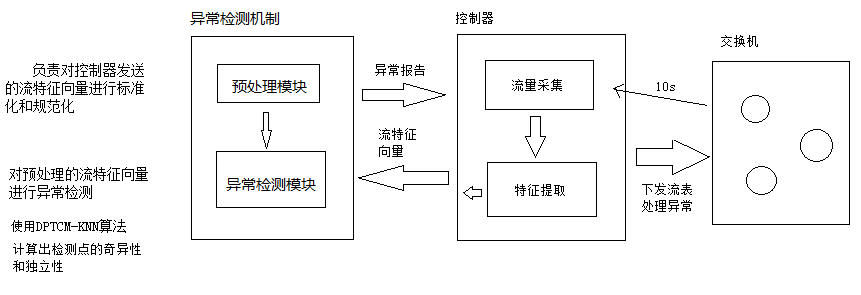 异常检测机制
控制器
交换机
负责对控制器发送
的流特征向量进行标准
化和规范化
预处理模块
异常报告
流量采集
10s
流特征
向量
对预处理的流特征向量
进行异常检测
异常检测模块
特征提取
下发流表
处理异常
使用DPTCM-KNN算法
计算出检测点的奇异性
和独立性